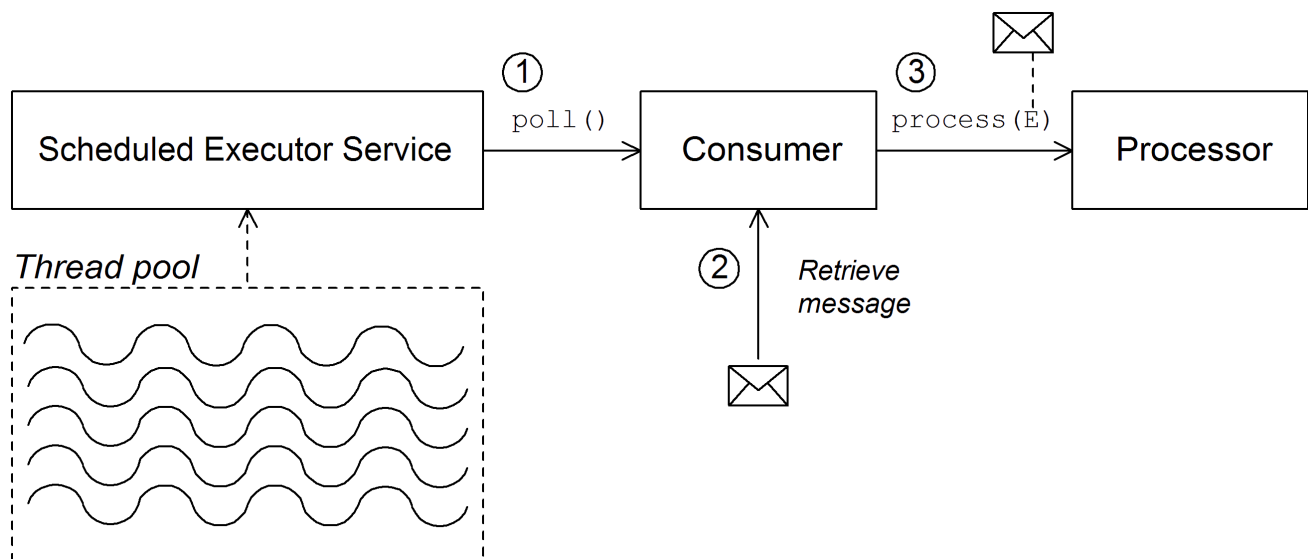 1
3
poll()
process(E)
Scheduled Executor Service
Consumer
Processor
Thread pool
2
Retrieve
message